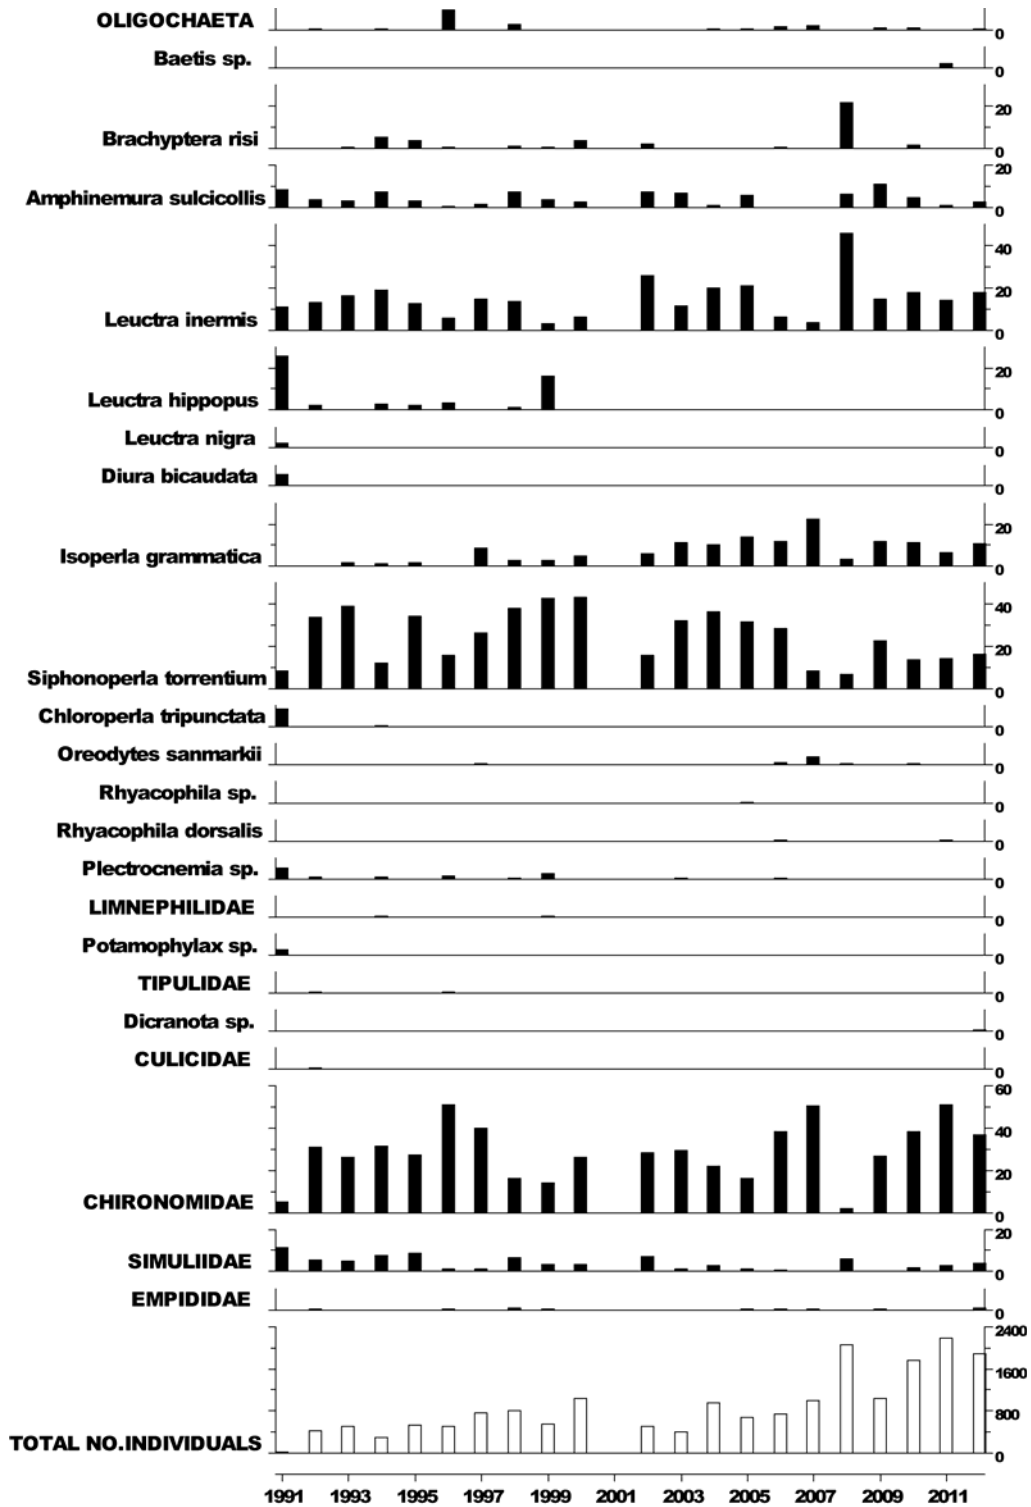 OLIGOCHAETA
0
Baetis sp.
0
20
Brachyptera risi
0
20
Amphinemura sulcicollis
0
40
20
Leuctra inermis
0
20
Leuctra hippopus
0
Leuctra nigra
0
Diura bicaudata
0
20
Isoperla grammatica
0
40
20
Siphonoperla torrentium
0
Chloroperla tripunctata
0
Oreodytes sanmarkii
0
Rhyacophila sp.
0
Rhyacophila dorsalis
0
Plectrocnemia sp.
0
LIMNEPHILIDAE
0
Potamophylax sp.
0
TIPULIDAE
0
Dicranota sp.
0
CULICIDAE
0
60
40
20
CHIRONOMIDAE
0
20
SIMULIIDAE
0
EMPIDIDAE
0
2400
1600
800
TOTAL NO.INDIVIDUALS
0
1991 1993 1995 1997 1999 2001 2003 2005 2007 2009 2011